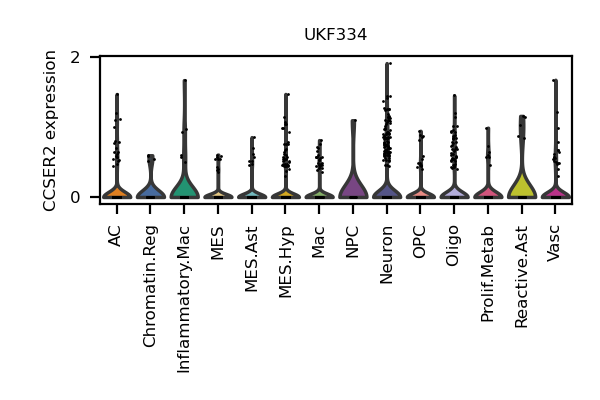 UKF334
CCSER2 expression
2
0
AC
Chromatin.Reg
Inflammatory.Mac
MES
MES.Ast
MES.Hyp
Mac
NPC
Neuron
OPC
Oligo
Prolif.Metab
Reactive.Ast
Vasc